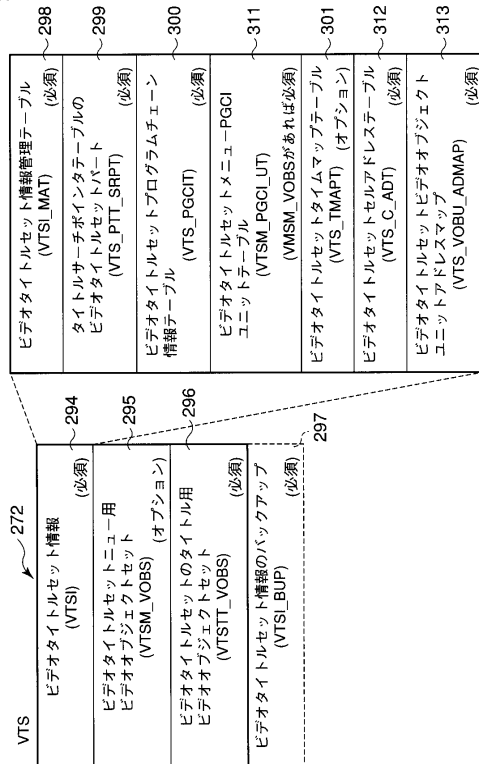 VTS
272
ビデオタイトルセット情報
(VTSI)
(必須)
294
ビデオタイトルセットニュー用
ビデオオブジェクトセット
(VTSM_VOBS)
(オプション)
295
ビデオタイトルセットのタイトル用
ビデオオブジェクトセット
(VTSTT_VOBS)
(必須)
296
ビデオタイトルセット情報のバックアップ
(VTSI_BUP)
(必須)
297
ビデオタイトルセット情報管理テーブル
(VTSI_MAT)
(必須)
298
タイトルサーチポインタテーブルの
ビデオタイトルセットパート
(VTS_PTT_SRPT)
(必須)
299
ビデオタイトルセットプログラムチェーン
情報テーブル
(VTS_PGCIT)
(必須)
300
ビデオタイトルセットメニューPGCI
ユニットテーブル
(VTSM_PGCI_UT)
(VMSM_VOBSがあれば必須)
311
ビデオタイトルセットタイムマップテーブル
(VTS_TMAPT)
(オプション)
301
ビデオタイトルセットセルアドレステーブル
(VTS_C_ADT)
(必須)
312
ビデオタイトルセットビデオオブジェクト
ユニットアドレスマップ
(VTS_VOBU_ADMAP)
(必須)
313